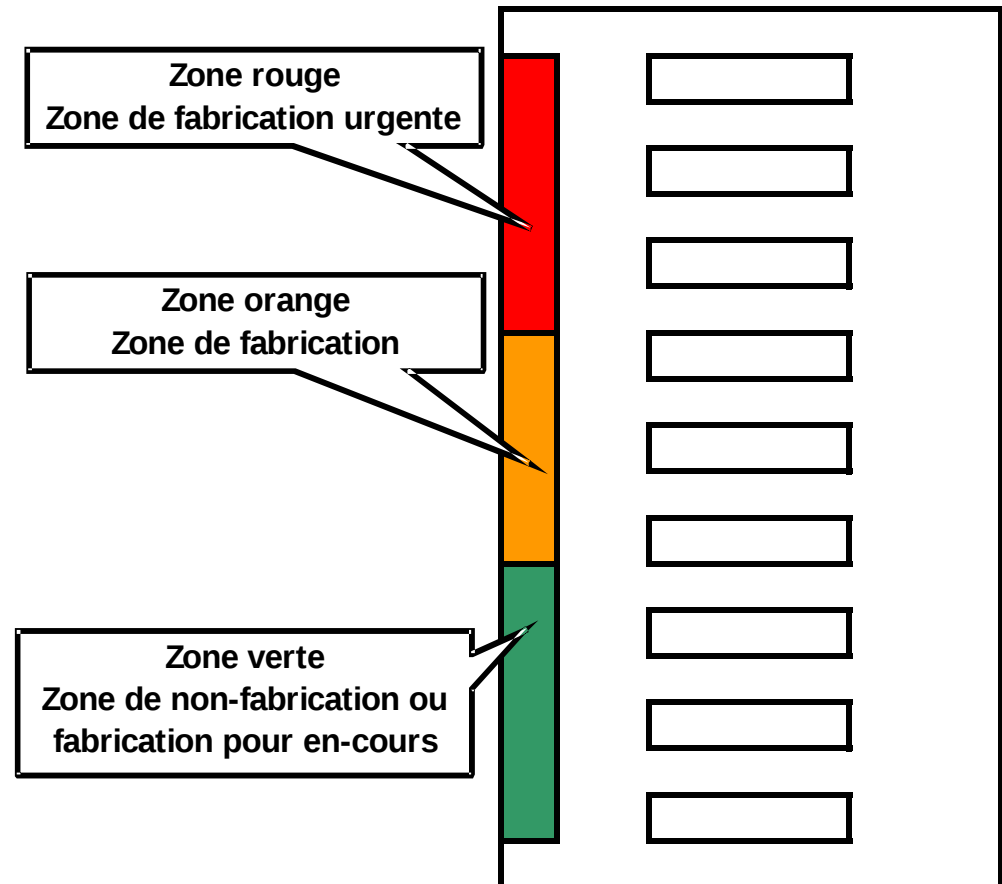 Zone rouge
Zone de fabrication urgente
Zone orange
Zone de fabrication
Zone verte
Zone de non-fabrication ou
fabrication pour en-cours